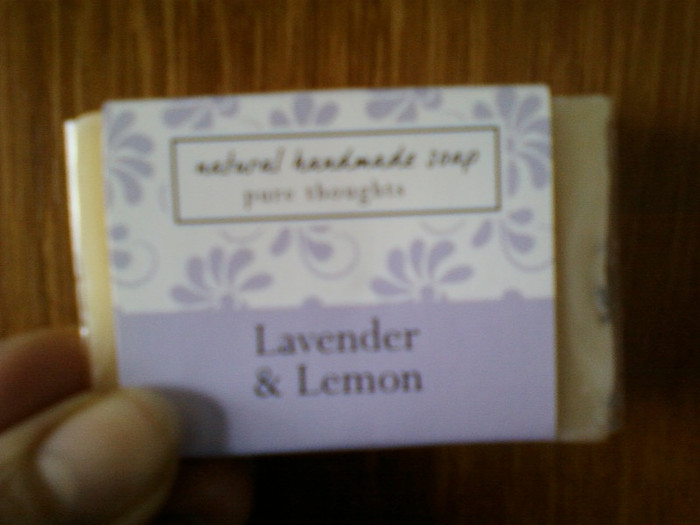 natural handmade soap
pure thoughts
Lavender
& Lemon